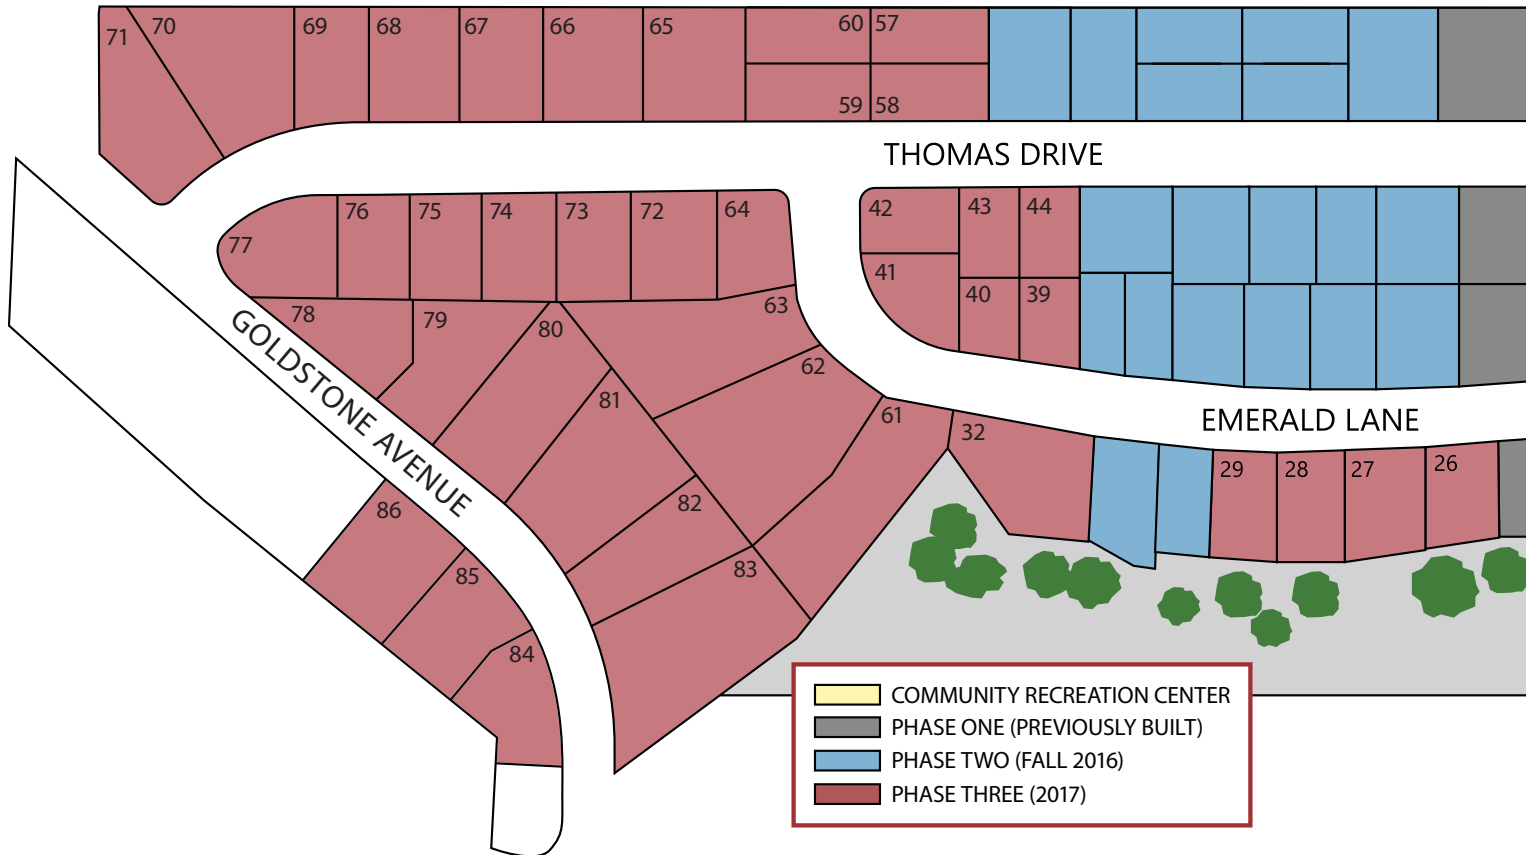 71 70 69 68 67 66 65 60 57
59 58
THOMAS DRIVE
77 76 75 74 73 72 64 42 43 44
41 40 39
78 79 80 63
62
GOLDSTONE AVENUE
81 61 32
EMERALD LANE
29 28 27 26
86 82
85 83
84
COMMUNITY RECREATION CENTER
PHASE ONE (PREVIOUSLY BUILT)
PHASE TWO (FALL 2016)
PHASE THREE (2017)